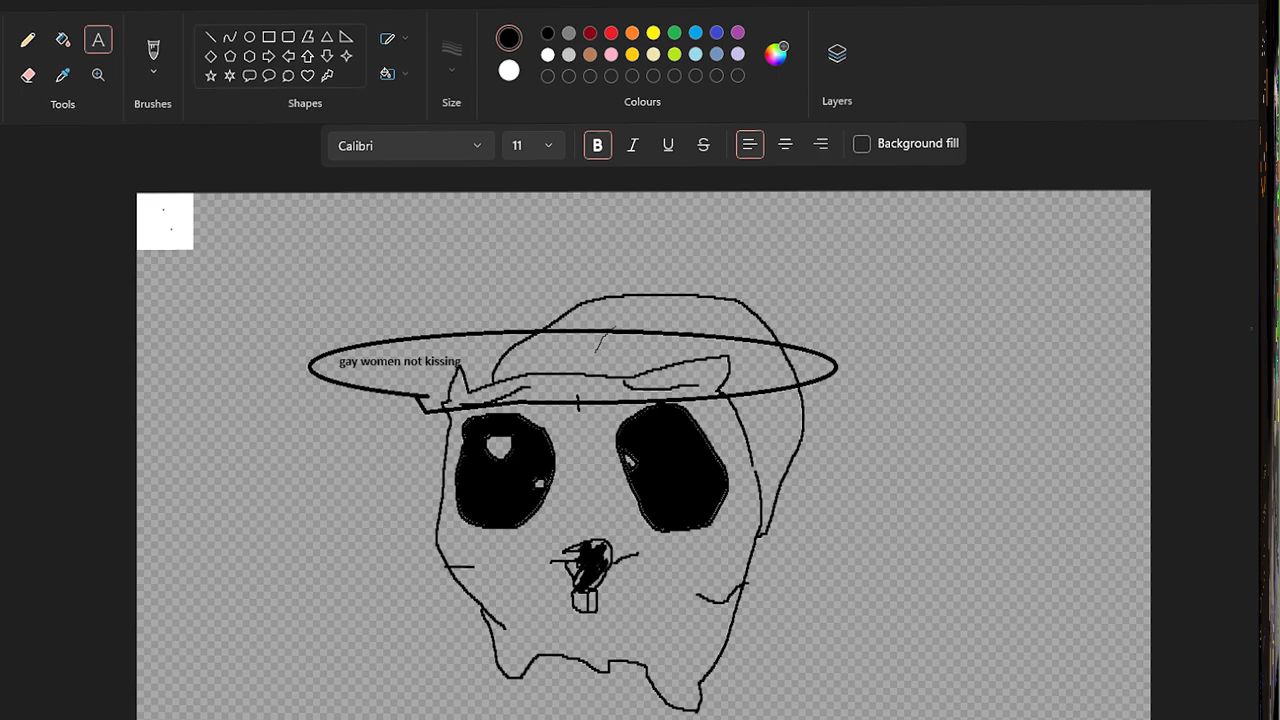 Tools
Brushes
Shapes
Size
Colours
Layers
Calibri
11
B
I
U
S
Background fill
gay women not kissing